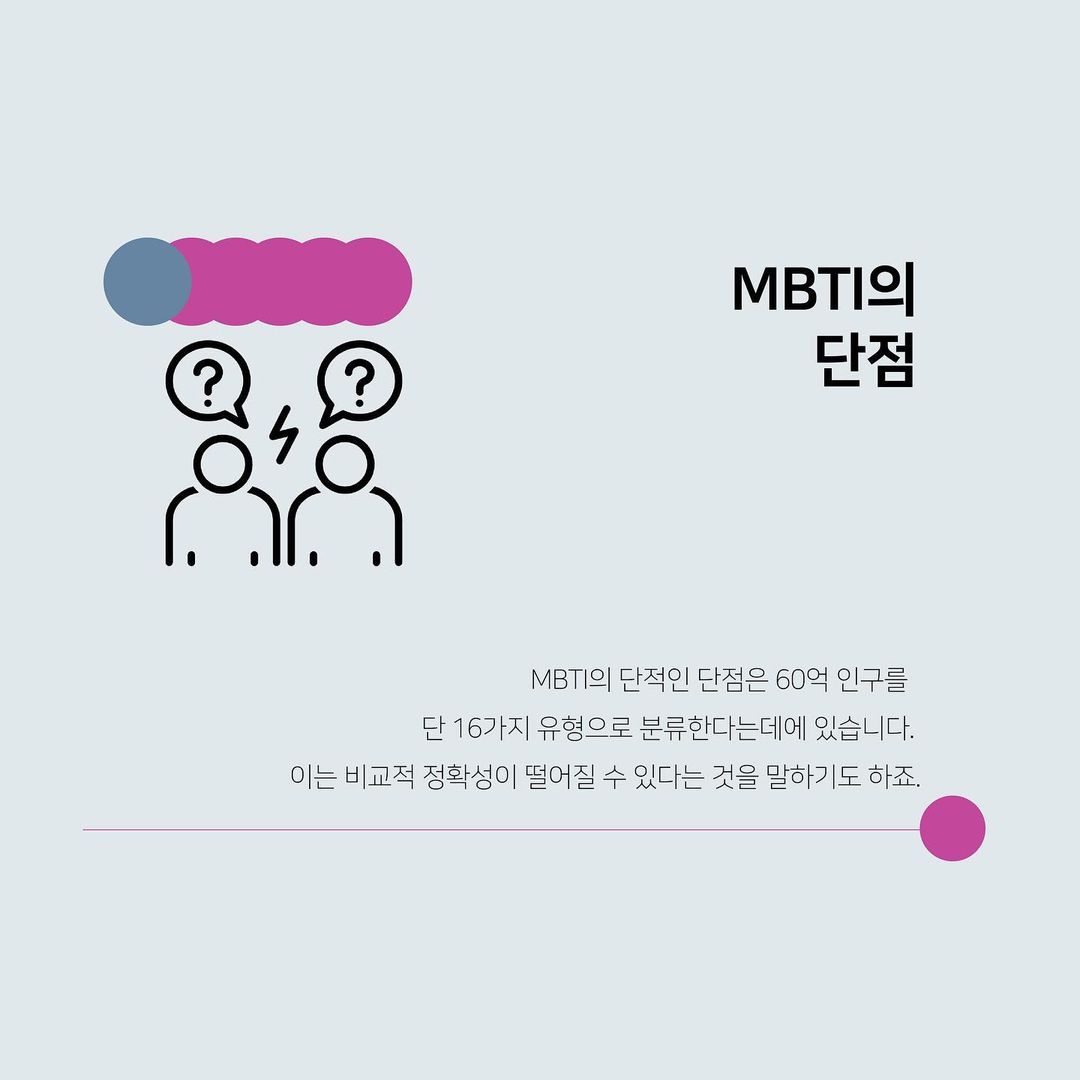 MBTI의
단점
? ?
MBTI의 단적인 단점은 60억 인구를
단 16가지 유형으로 분류한다는데에 있습니다.
이는 비교적 정확성이 떨어질 수 있다는 것을 말하기도 하죠.